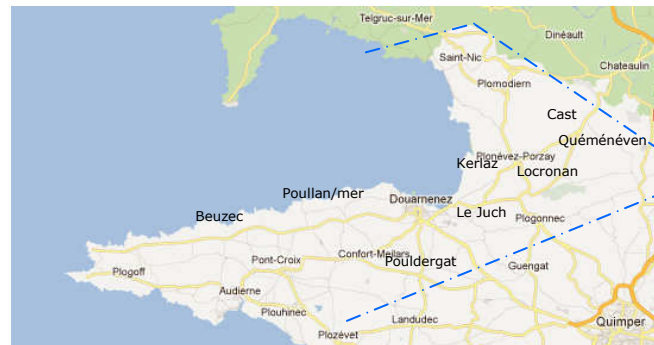 Telgruc-sur-Mer
Dinéault
Saint-Nic
Chateaulin
Plomodiern
Cast
Quéménéven
Kerlaz
Plonévez-Porzay
Locronan
Poullan/mer
Douarnenez
Beuzec
Le Juch
Plogonnec
Confort-Meilars
Pont-Croix
Pouldergat
Guengat
Plogoff
Audierne
Plouhinec
Landudec
Quimper
Plozévet